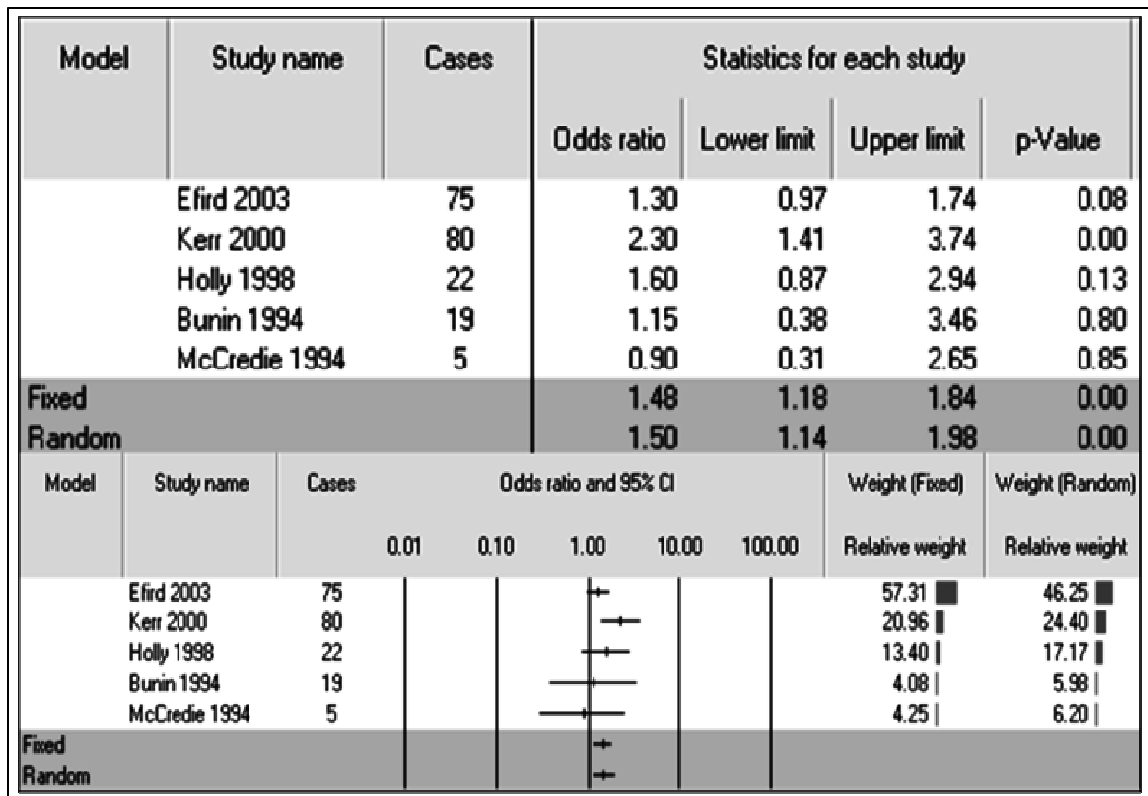 Model Study name Cases Statistics for each study
Odds ratio Lower limit Upper limit p-Value
Efird 2003 75 1.30 0.97 1.74 0.08
Kerr 2000 80 2.30 1.41 3.74 0.00
Holly 1998 22 1.60 0.87 2.94 0.13
Bunin 1994 19 1.15 0.38 3.46 0.80
McCredie 1994 5 0.90 0.31 2.65 0.85
Fixed 1.48 1.18 1.84 0.00
Random 1.50 1.14 1.98 0.00
Model Study name Cases Odds ratio and 95% CI Weight (Fixed) Weight (Random)
0.01 0.10 1.00 10.00 100.00 Relative weight Relative weight
Efird 2003 75 57.31 46.25
Kerr 2000 80 20.96 24.40
Holly 1998 22 13.40 17.17
Bunin 1994 19 4.08 5.98
McCredie 1994 5 4.25 6.20
Fixed
Random